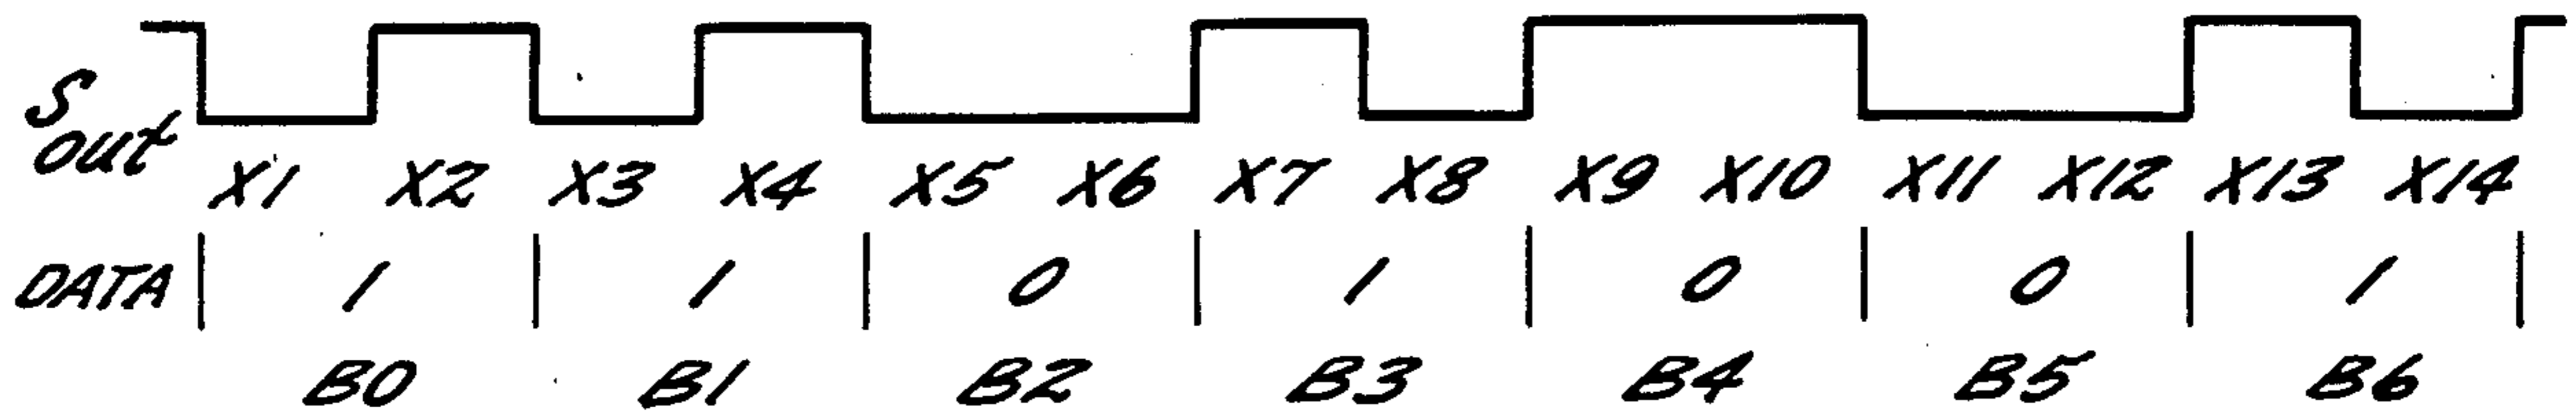 S
out
X1 X2 X3 X4 X5 X6 X7 X8 X9 X10 X11 X12 X13 X14
DATA | 1 | 1 | 0 | 1 | 0 | 0 | 1 |
B0 B1 B2 B3 B4 B5 B6